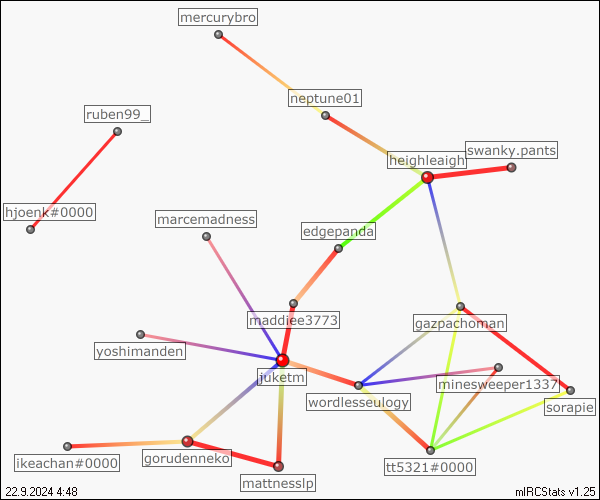 mercurybro
neptune01
ruben99_
heighleaigh
swanky.pants
hjoenk#0000
marcemadness
edgepanda
maddiee3773
gazpachoman
yoshimanden
juketm
minesweeper1337
wordlesseulogy
sorapie
ikeachan#0000
gorudenneko
tt5321#0000
mattnesslp
22.9.2024 4:48
mIRCStats v1.25